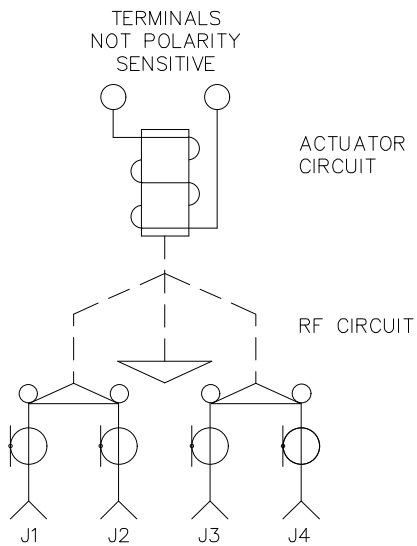 TERMINALS
NOT POLARITY
SENSITIVE
ACTUATOR
CIRCUIT
RF CIRCUIT
J1 J2 J3 J4